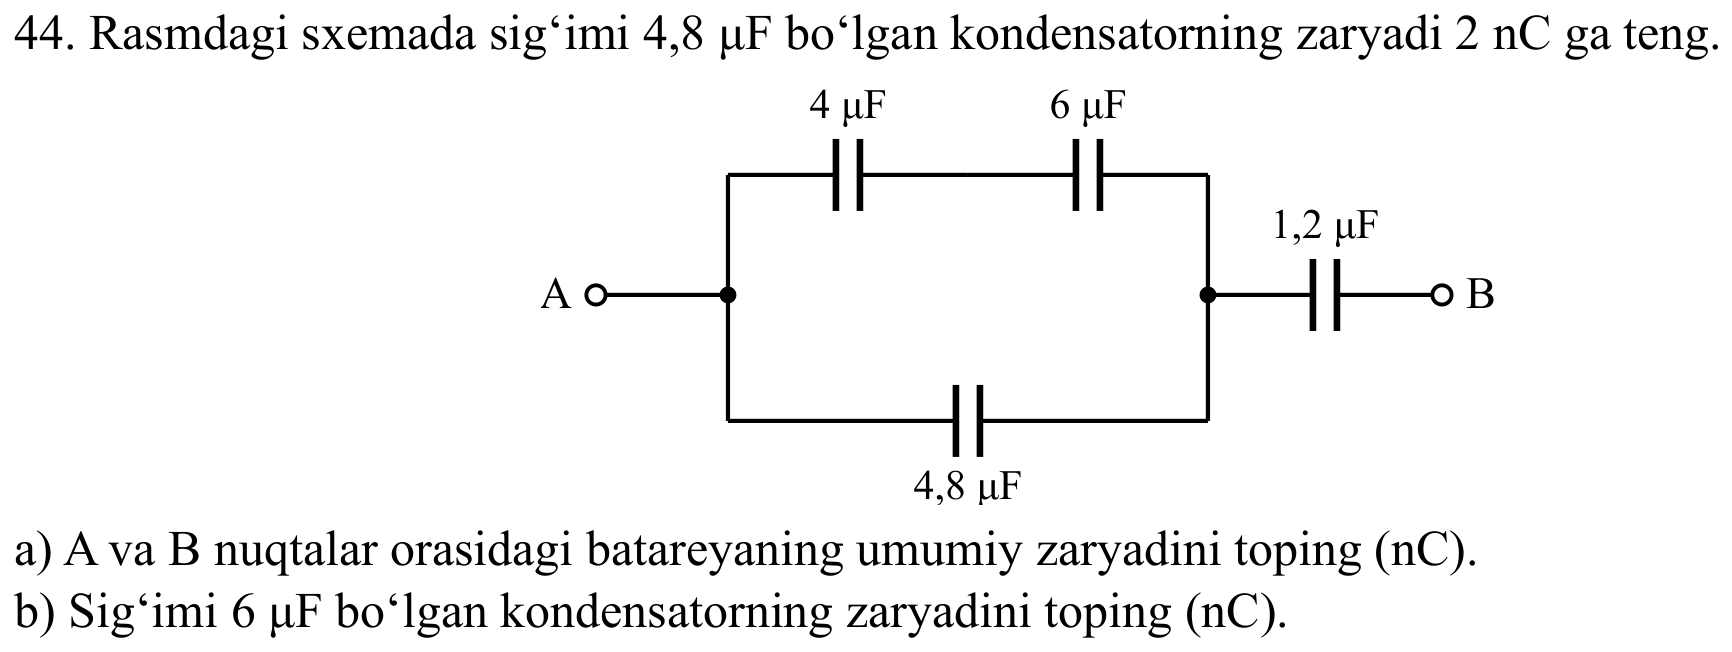 44. Rasmdagi sxemada sig‘imi 4,8 μF bo‘lgan kondensatorning zaryadi 2 nC ga teng.
4 μF 6 μF
1,2 μF
A B
4,8 μF
a) A va B nuqtalar orasidagi batareyaning umumiy zaryadini toping (nC).
b) Sig‘imi 6 μF bo‘lgan kondensatorning zaryadini toping (nC).